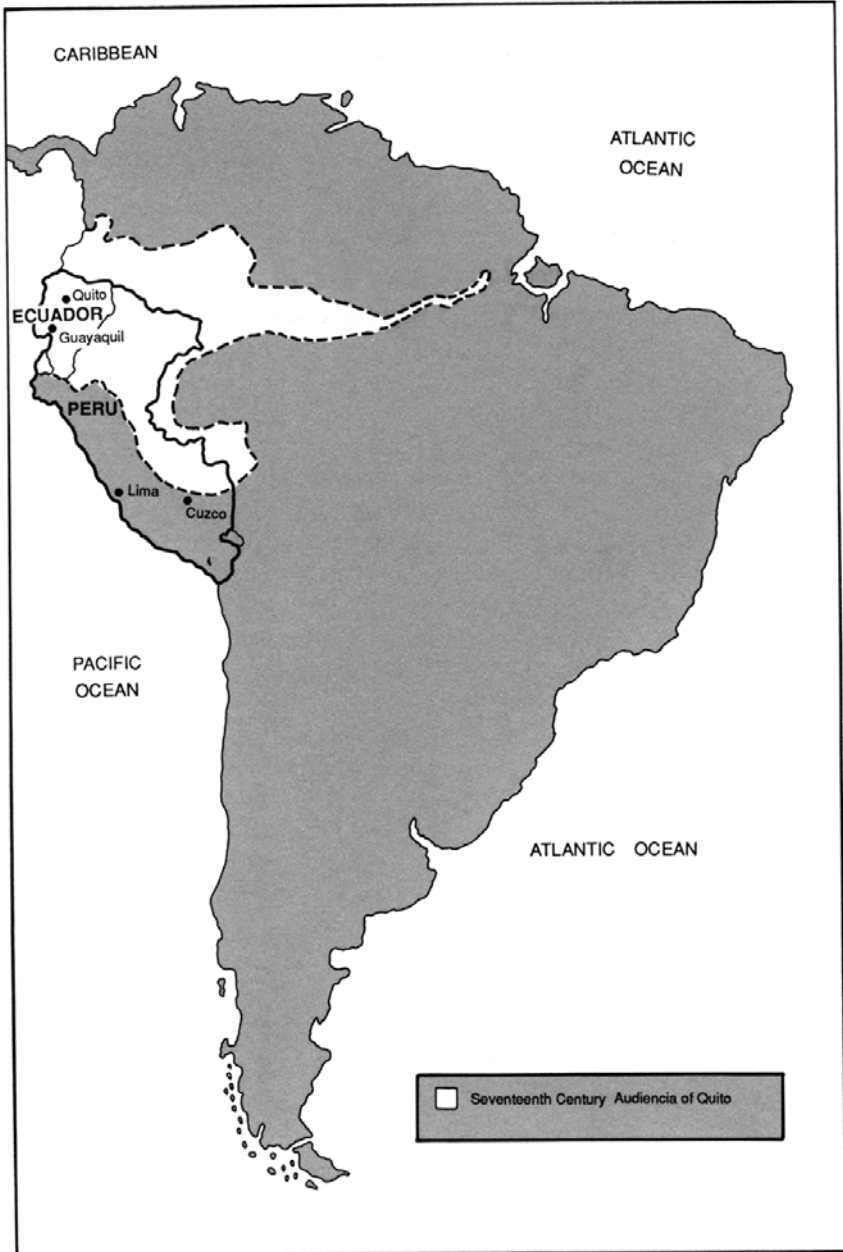 CARIBBEAN
ATLANTIC
OCEAN
Quito
ECUADOR
Guayaquil
PERU
Lima
Cuzco
PACIFIC
OCEAN
ATLANTIC OCEAN
Seventeenth Century Audiencia of Quito